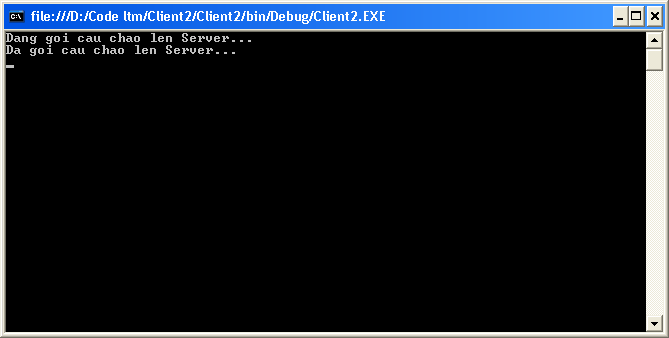 file:///D:/Code ltm/Client2/Client2/bin/Debug/Client2.EXE
Dang goi cau chao len Server...
Da goi cau chao len Server...